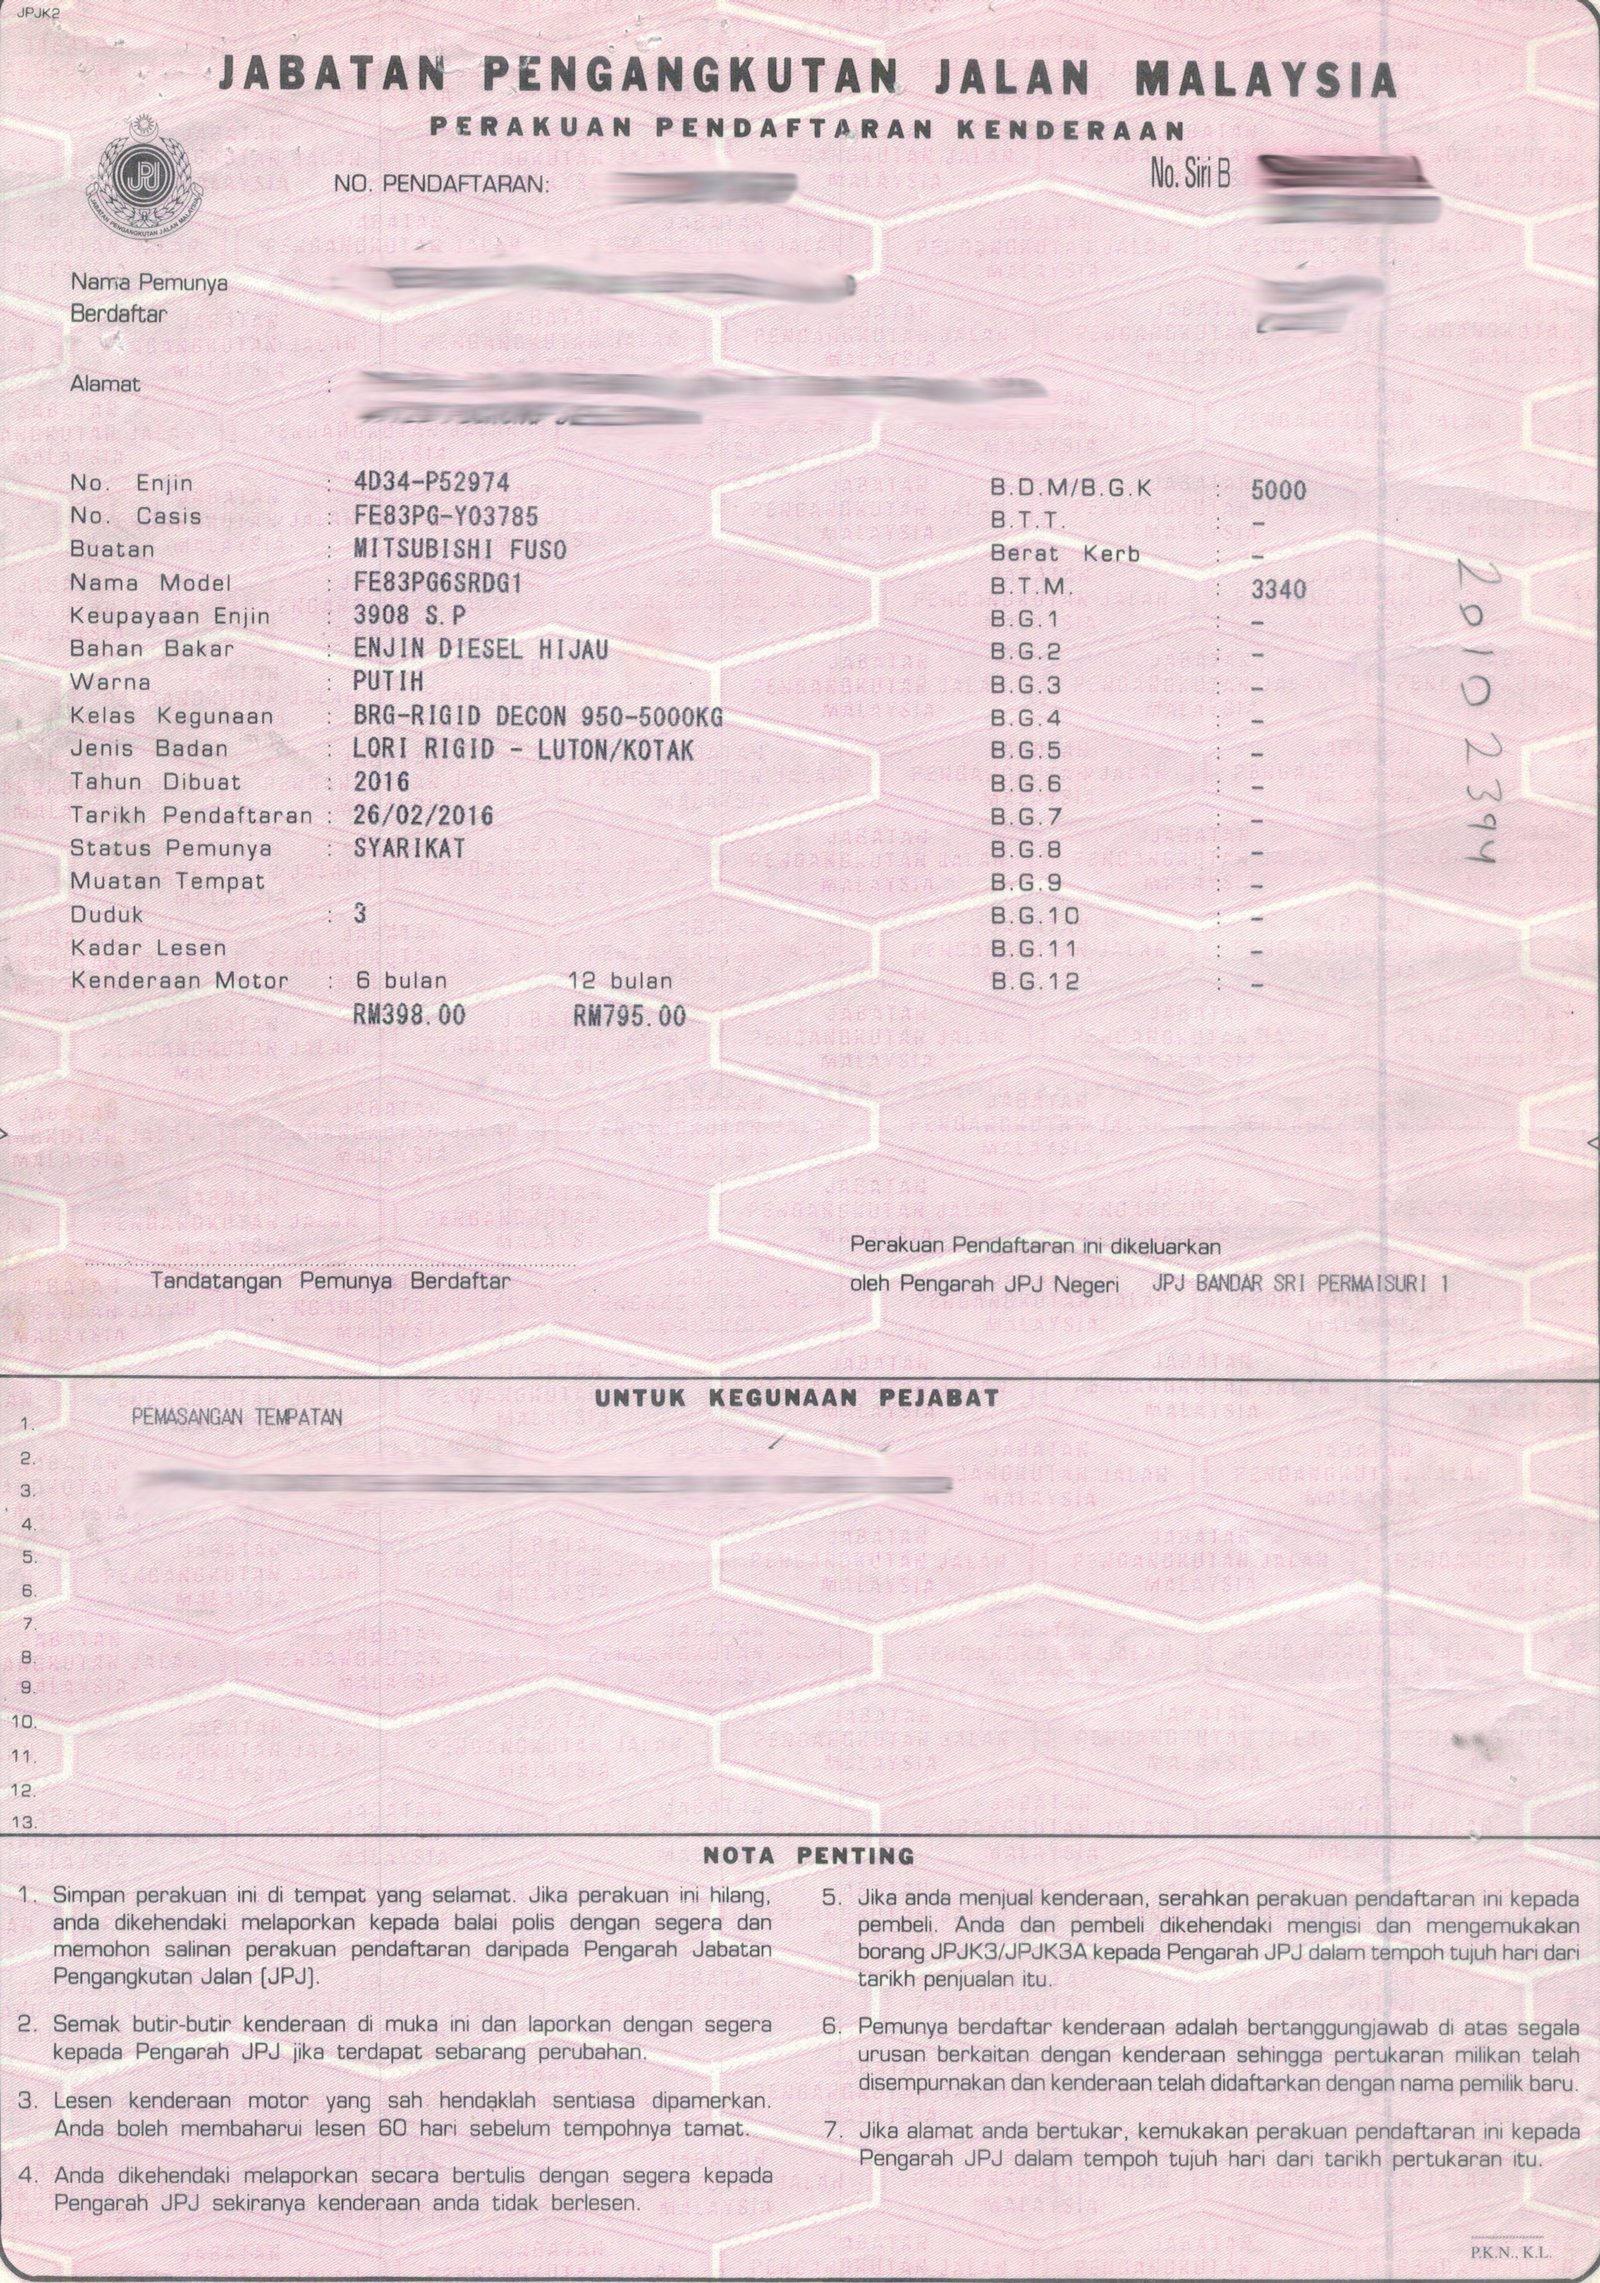 JPJK2
JABATAN PENGANGKUTAN JALAN MALAYSIA
PERAKUAN PENDAFTARAN KENDERAAN
JPJ
JABATAN PENGANGKUTAN JALAN MALAYSIA
NO. PENDAFTARAN:
No. Siri B
Nama Pemunya
Berdaftar
Alamat :
No. Enjin : 4D34-P52974
No. Casis : FE83PG-Y03785
Buatan : MITSUBISHI FUSO
Nama Model : FE83PG6SRDG1
Keupayaan Enjin : 3908 S.P
Bahan Bakar : ENJIN DIESEL HIJAU
Warna : PUTIH
Kelas Kegunaan : BRG-RIGID DECON 950-5000KG
Jenis Badan : LORI RIGID - LUTON/KOTAK
Tahun Dibuat : 2016
Tarikh Pendaftaran : 26/02/2016
Status Pemunya : SYARIKAT
Muatan Tempat
Duduk : 3
Kadar Lesen
Kenderaan Motor : 6 bulan 12 bulan
RM398.00 RM795.00
B.D.M/B.G.K : 5000
B.T.T. : -
Berat Kerb : -
B.T.M. : 3340
B.G.1 : -
B.G.2 : -
B.G.3 : -
B.G.4 : -
B.G.5 : -
B.G.6 : -
B.G.7 : -
B.G.8 : -
B.G.9 : -
B.G.10 : -
B.G.11 : -
B.G.12 : -
2010 2394
Tandatangan Pemunya Berdaftar
Perakuan Pendaftaran ini dikeluarkan
oleh Pengarah JPJ Negeri JPJ BANDAR SRI PERMAISURI 1
UNTUK KEGUNAAN PEJABAT
1. PEMASANGAN TEMPATAN
2.
3.
4.
5.
6.
7.
8.
9.
10.
11.
12.
13.
NOTA PENTING
1. Simpan perakuan ini di tempat yang selamat. Jika perakuan ini hilang,
anda dikehendaki melaporkan kepada balai polis dengan segera dan
memohon salinan perakuan pendaftaran daripada Pengarah Jabatan
Pengangkutan Jalan (JPJ).
2. Semak butir-butir kenderaan di muka ini dan laporkan dengan segera
kepada Pengarah JPJ jika terdapat sebarang perubahan.
3. Lesen kenderaan motor yang sah hendaklah sentiasa dipamerkan.
Anda boleh membaharui lesen 60 hari sebelum tempohnya tamat.
4. Anda dikehendaki melaporkan secara bertulis dengan segera kepada
Pengarah JPJ sekiranya kenderaan anda tidak berlesen.
5. Jika anda menjual kenderaan, serahkan perakuan pendaftaran ini kepada
pembeli. Anda dan pembeli dikehendaki mengisi dan mengemukakan
borang JPJK3/JPJK3A kepada Pengarah JPJ dalam tempoh tujuh hari dari
tarikh penjualan itu.
6. Pemunya berdaftar kenderaan adalah bertanggungjawab di atas segala
urusan berkaitan dengan kenderaan sehingga pertukaran milikan telah
disempurnakan dan kenderaan telah didaftarkan dengan nama pemilik baru.
7. Jika alamat anda bertukar, kemukakan perakuan pendaftaran ini kepada
Pengarah JPJ dalam tempoh tujuh hari dari tarikh pertukaran itu.
P.K.N., K.L.